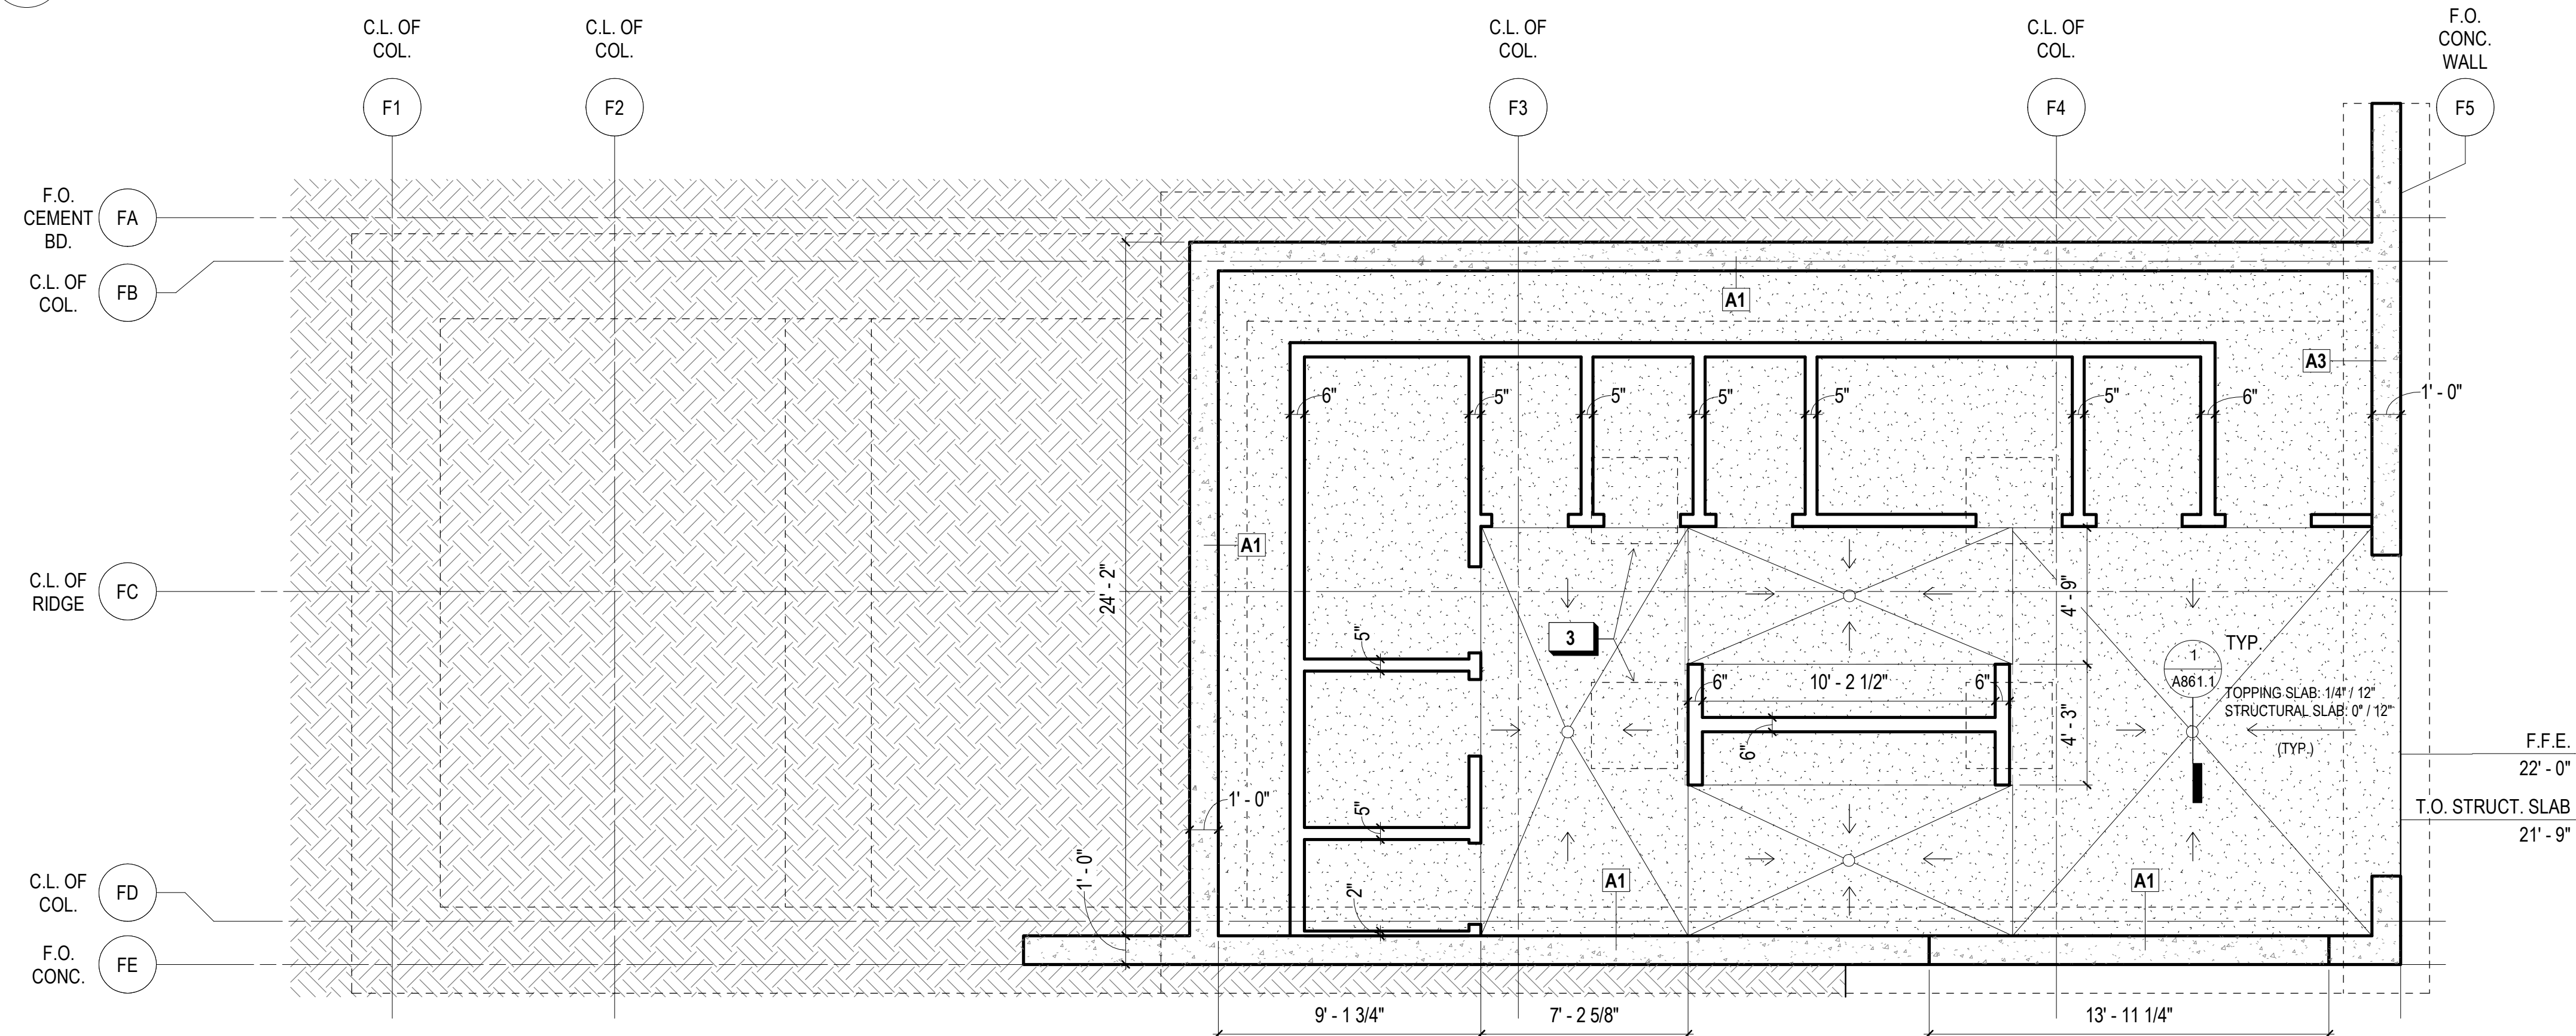 C.L. OF
COL.
C.L. OF
COL.
C.L. OF
COL.
C.L. OF
COL.
F.O.
CONC.
WALL
F1
F2
F3
F4
F5
F.O.
CEMENT
BD.
FA
C.L. OF
COL.
FB
A1
A3
6"
5"
5"
5"
5"
5"
6"
1' - 0"
A1
C.L. OF
RIDGE
FC
24' - 2"
4' - 9"
5"
3
1
A861.1
TYP.
6"
10' - 2 1/2"
6"
TOPPING SLAB: 1/4" / 12"
STRUCTURAL SLAB: 0" / 12"
4' - 3"
6"
(TYP.)
F.F.E.
22' - 0"
1' - 0"
5"
T.O. STRUCT. SLAB
21' - 9"
1' - 0"
C.L. OF
COL.
FD
2"
A1
A1
F.O.
CONC.
FE
9' - 1 3/4"
7' - 2 5/8"
13' - 11 1/4"